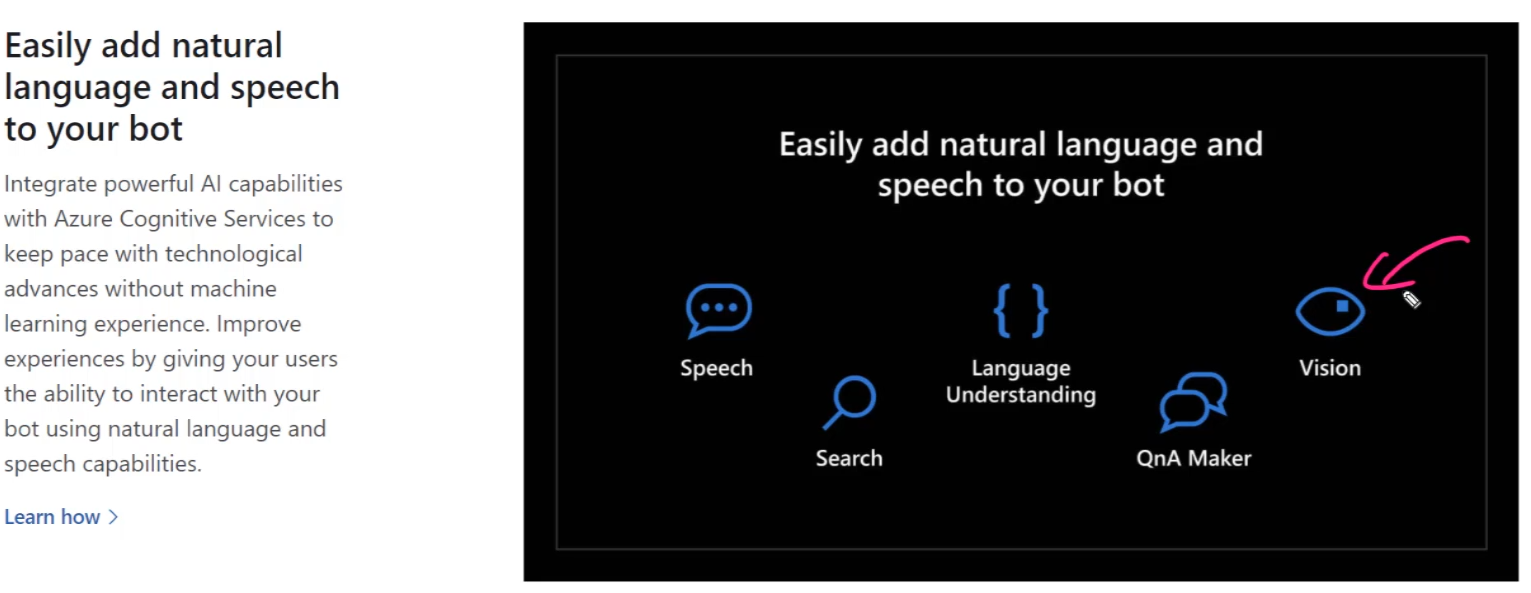 Easily add natural
language and speech
to your bot
Integrate powerful AI capabilities
with Azure Cognitive Services to
keep pace with technological
advances without machine
learning experience. Improve
experiences by giving your users
the ability to interact with your
bot using natural language and
speech capabilities.
Learn how >
Easily add natural language and
speech to your bot
Speech
Language
Understanding
Vision
Search
QnA Maker